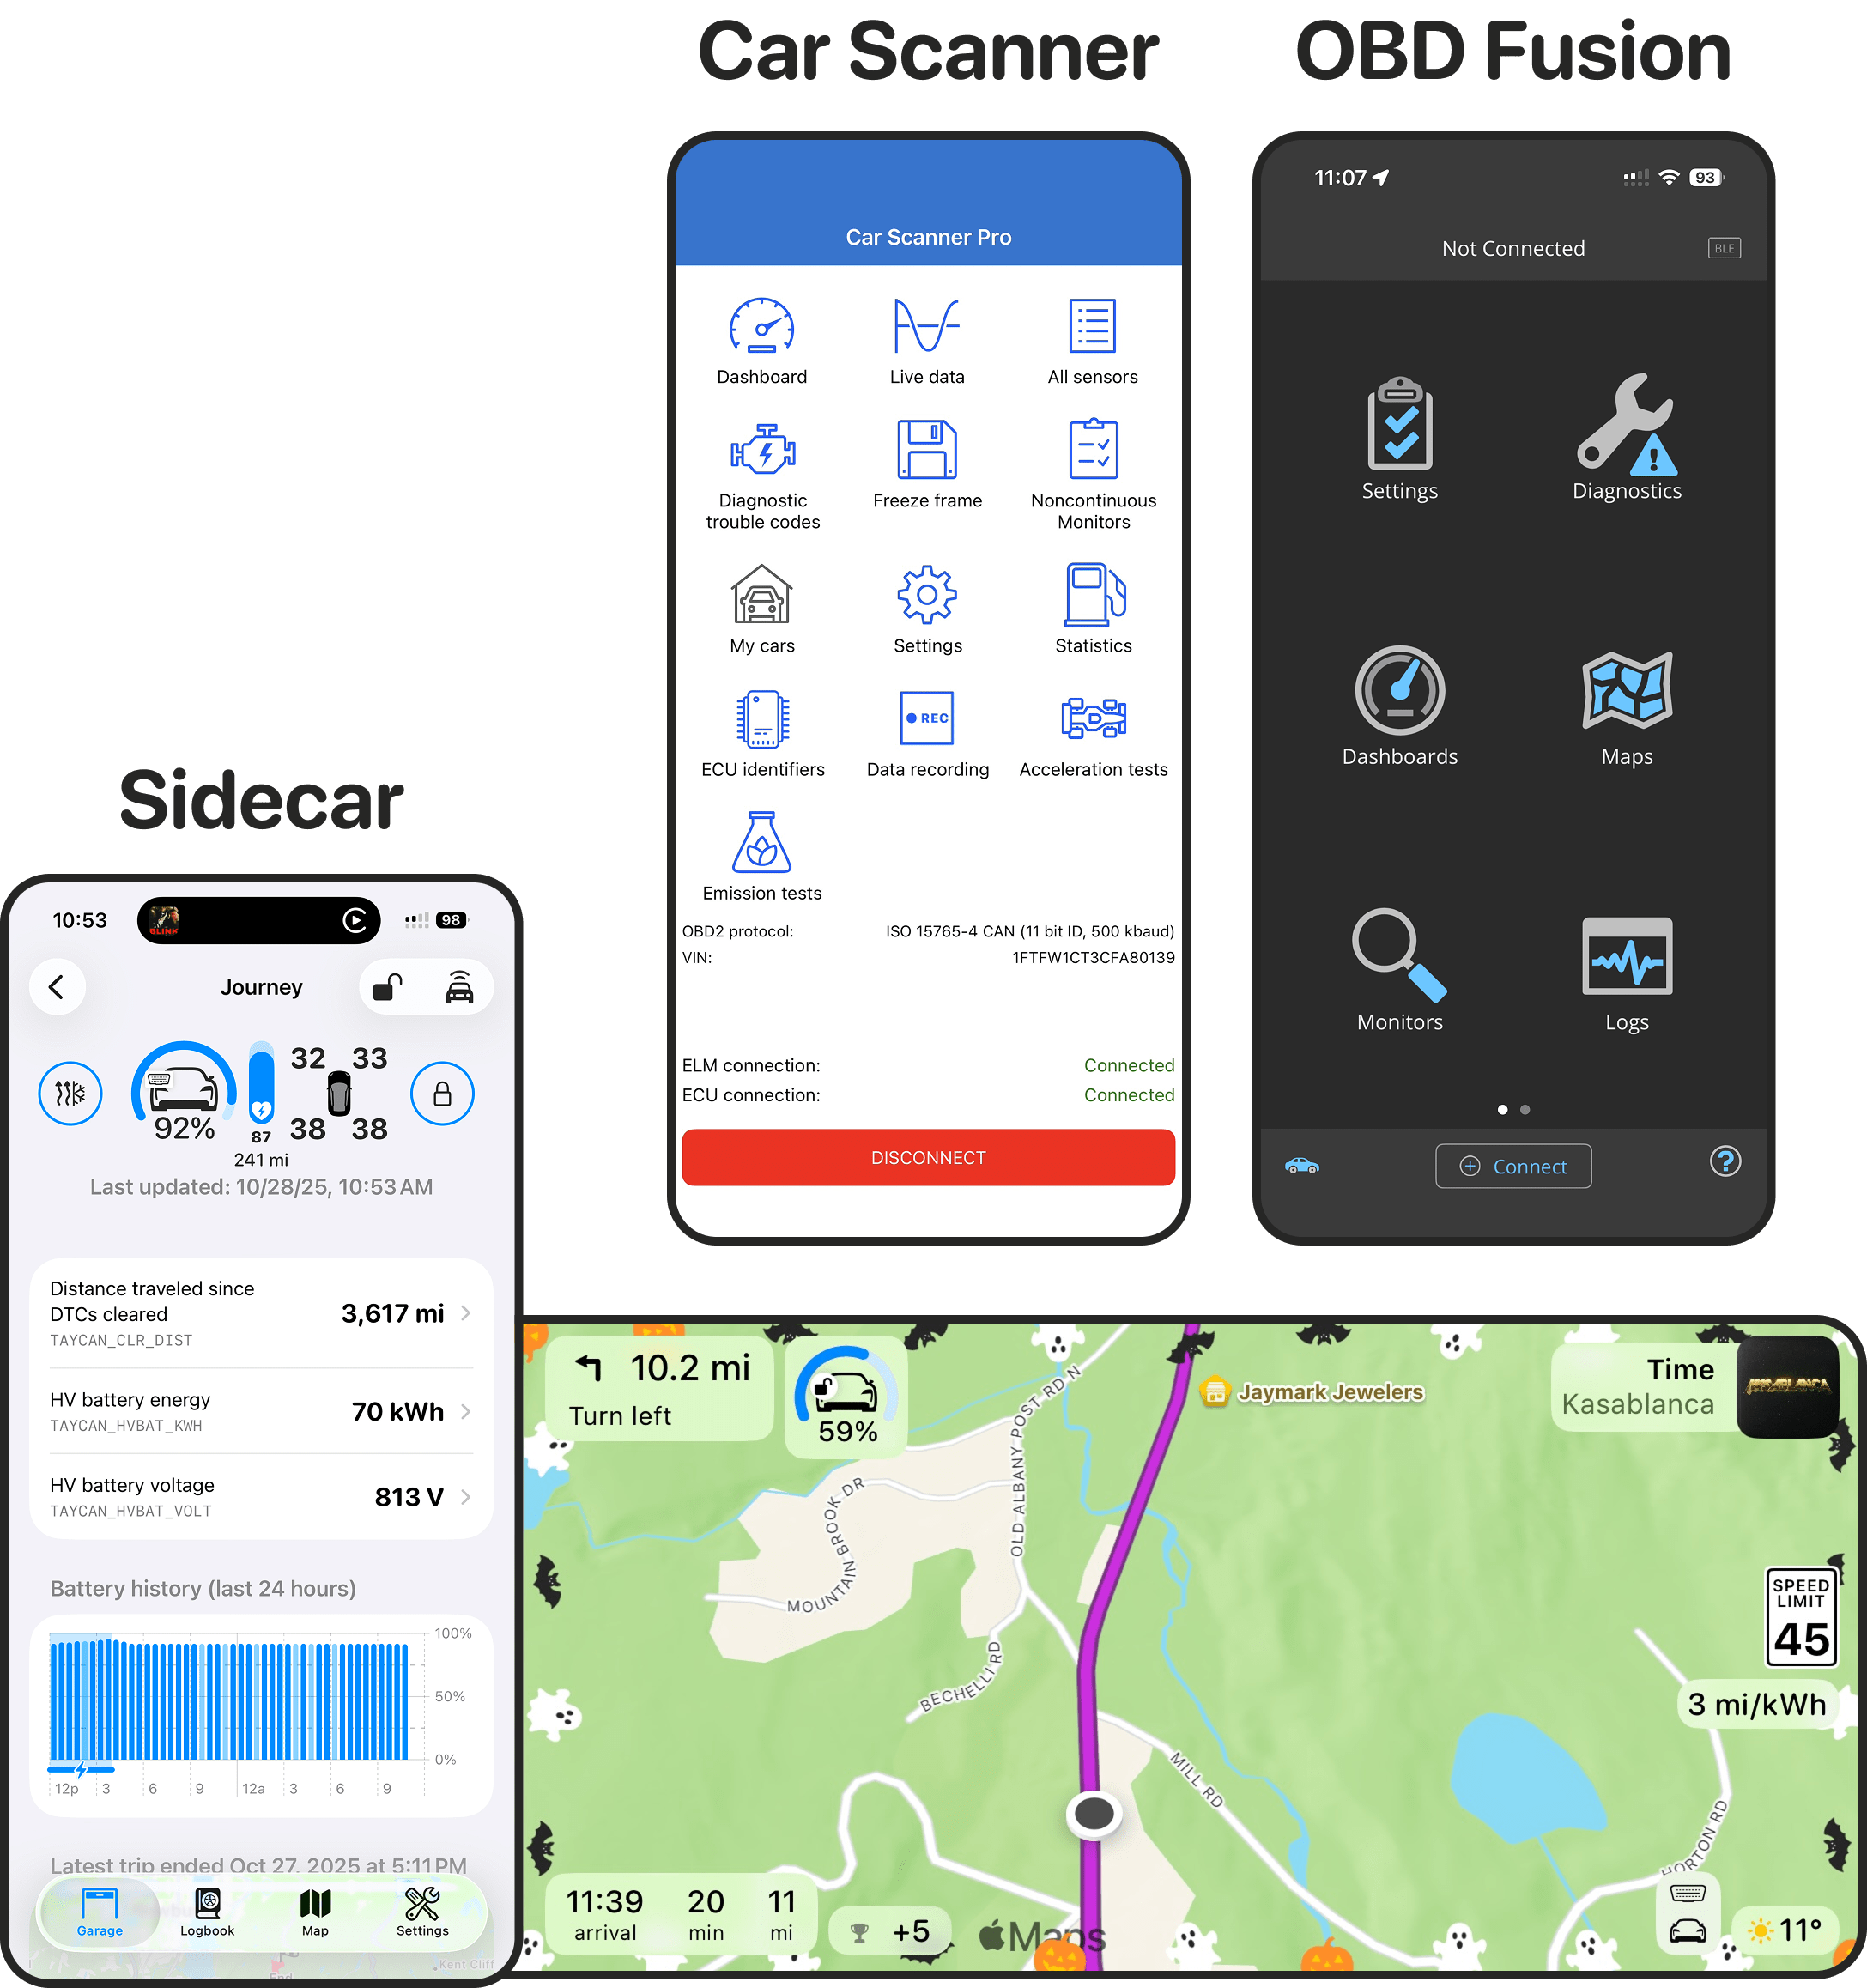 Car Scanner
OBD Fusion
Car Scanner Pro
Dashboard
Live data
All sensors
Diagnostic
trouble codes
Freeze frame
Noncontinuous
Monitors
My cars
Settings
Statistics
REC
ECU identifiers
Data recording
Acceleration tests
Emission tests
OBD2 protocol: ISO 15765-4 CAN (11 bit ID, 500 kbaud)
VIN: 1FTFW1CT3CFA80139
ELM connection: Connected
ECU connection: Connected
DISCONNECT
11:07 93
Not Connected BLE
Settings
Diagnostics
Dashboards
Maps
Monitors
Logs
Connect
?
Sidecar
10:53 98
BLINK
Journey
32 33
92%
87
38 38
241 mi
Last updated: 10/28/25, 10:53 AM
Distance traveled since
DTCs cleared
TAYCAN_CLR_DIST
3,617 mi
HV battery energy
TAYCAN_HVBAT_KWH
70 kWh
HV battery voltage
TAYCAN_HVBAT_VOLT
813 V
Battery history (last 24 hours)
100%
50%
0%
12p 3 6 9 12a 3 6 9
Latest trip ended Oct 27, 2025 at 5:11 PM
Garage
Logbook
Map
Settings
End
Kent Cliff
10.2 mi
Turn left
59%
Jaymark Jewelers
Time
Kasablanca
KASABLANCA
OLD ALBANY POST RD N
MOUNTAIN BROOK DR
BECHELLI RD
MILL RD
HORTON RD
SPEED
LIMIT
45
3 mi/kWh
11:39
arrival
20
min
11
mi
+5
Maps
11°